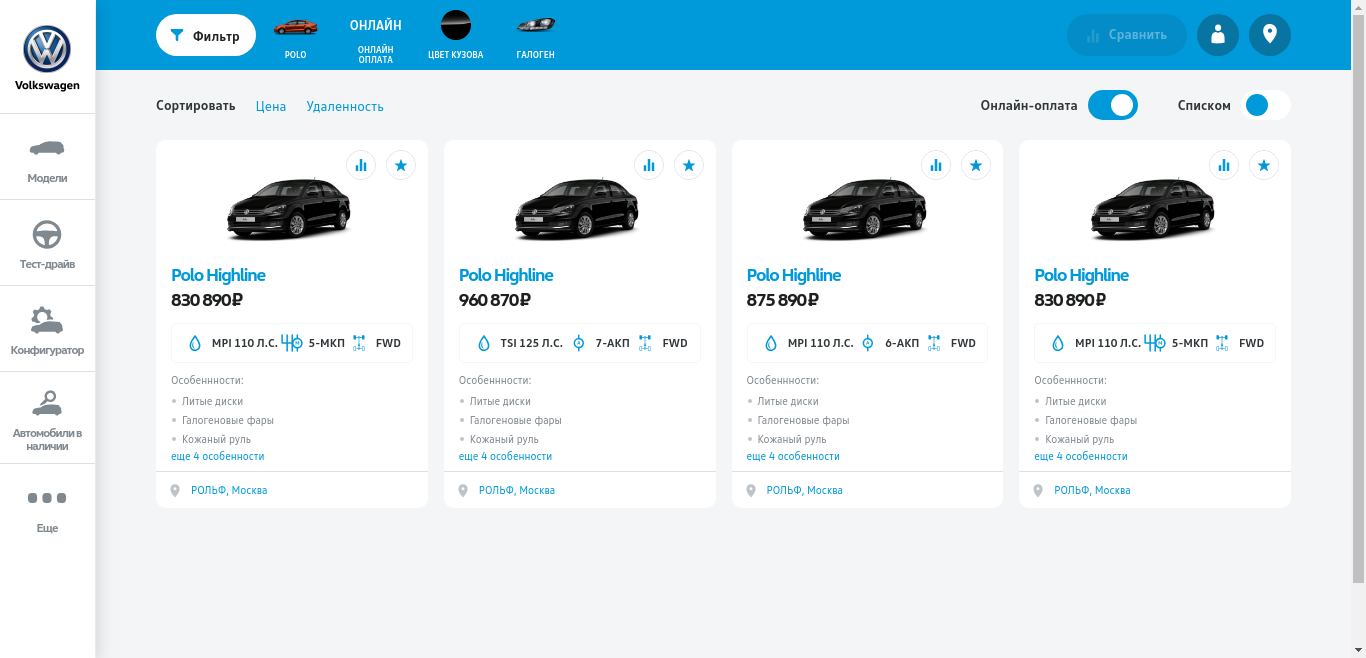 Volkswagen
Модели
Тест-драйв
Конфигуратор
Автомобили в
наличии
Еще
Фильтр
POLO
ОНЛАЙН
ОНЛАЙН
ОПЛАТА
ЦВЕТ КУЗОВА
ГАЛОГЕН
Сравнить
Сортировать Цена Удаленность
Онлайн-оплата Списком
Polo Highline
830 890₽
MPI 110 Л.С. 5-МКП FWD
Особеннности:
Литые диски
Галогеновые фары
Кожаный руль
еще 4 особенности
РОЛЬФ, Москва
Polo Highline
960 870₽
TSI 125 Л.С. 7-АКП FWD
Особеннности:
Литые диски
Галогеновые фары
Кожаный руль
еще 4 особенности
РОЛЬФ, Москва
Polo Highline
875 890₽
MPI 110 Л.С. 6-АКП FWD
Особеннности:
Литые диски
Галогеновые фары
Кожаный руль
еще 4 особенности
РОЛЬФ, Москва
Polo Highline
830 890₽
MPI 110 Л.С. 5-МКП FWD
Особеннности:
Литые диски
Галогеновые фары
Кожаный руль
еще 4 особенности
РОЛЬФ, Москва